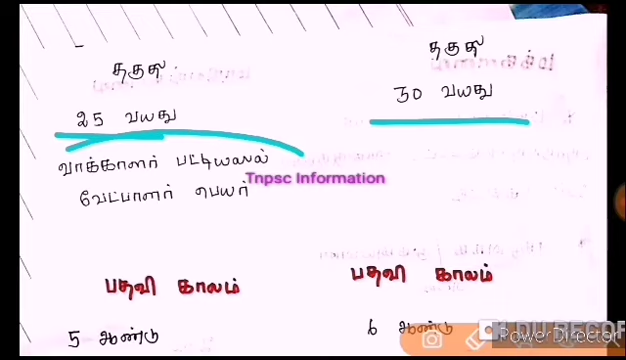 தகுதி
25 வயது
வாக்காளர் பட்டியலில்
வேட்பாளர் பெயர்
பதவி காலம்
5 ஆண்டு
தகுதி
30 வயது
பதவி காலம்
6 ஆண்டு
Tnpsc Information
PowerDirector